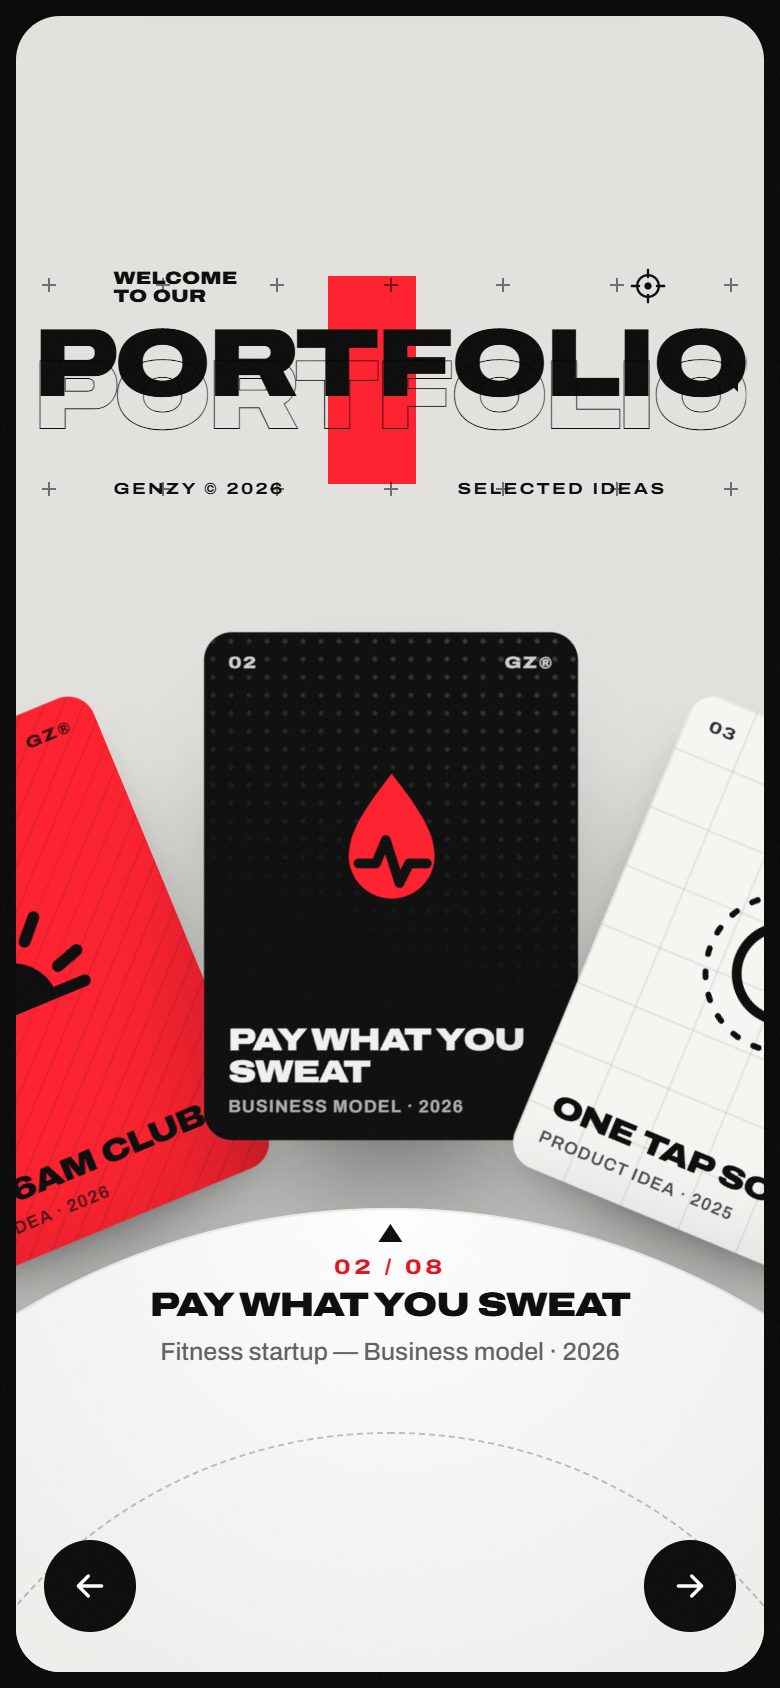 WELCOME
TO OUR
PORTFOLIO
PORTFOLIO
GENZY © 2026
SELECTED IDEAS
GZ®
6AM CLUB
DEA · 2026
02
GZ®
PAY WHAT YOU
SWEAT
BUSINESS MODEL · 2026
03
ONE TAP SO
PRODUCT IDEA · 2025
02 / 08
PAY WHAT YOU SWEAT
Fitness startup — Business model · 2026